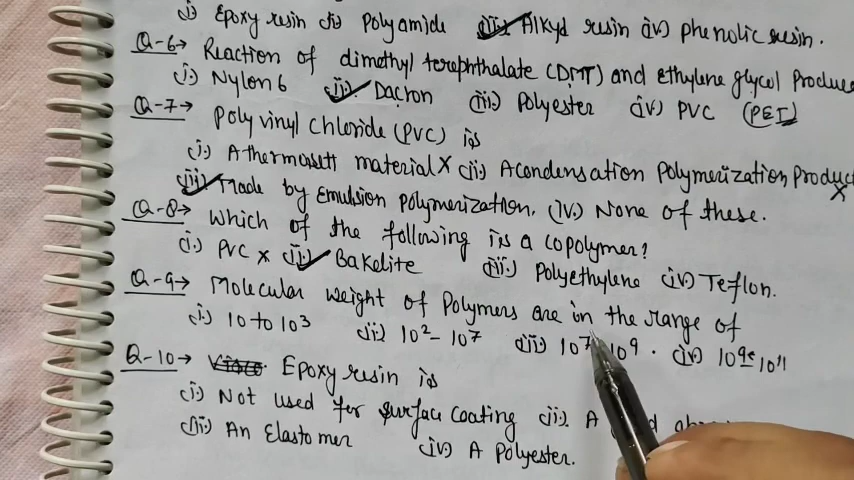 i) Epoxy resin ii) Polyamide iii) Alkyd resin iv) phenolic resin.
Q-6→ Reaction of dimethyl terephthalate (DMT) and Ethylene glycol Produce
i.) Nylon 6 ii.) Dacron iii.) Polyester iv.) PVC (PET)
Q-7→ Polyvinyl Chloride (PVC) is
i.) A thermosett material x ii.) A condensation Polymerization Product x
iii.) Made by Emulsion Polymerization. iv.) None of these.
Q-8→ Which of the following is a copolymer?
i.) PVC x ii.) Bakelite iii.) Polyethylene iv.) Teflon.
Q-9→ Molecular weight of Polymers are in the range of
i.) 10 to 10³ ii.) 10² - 10⁷ iii) 10⁷ 10⁹. iv.) 10⁹ 10¹¹
Q-10→ Epoxy resin is
i.) Not used for Surface Coating ii.) A
iii.) An Elastomer iv.) A Polyester.